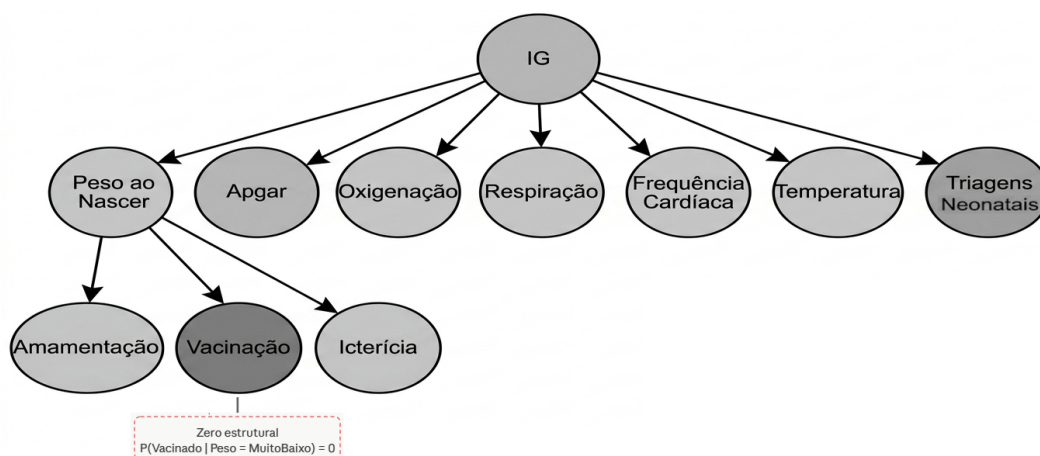 IG
Peso ao
Nascer
Apgar
Oxigenação
Respiração
Frequência
Cardíaca
Temperatura
Triagens
Neonatais
Amamentação
Vacinação
Icterícia
Zero estrutural
P(Vacinado | Peso = MuitoBaixo) = 0